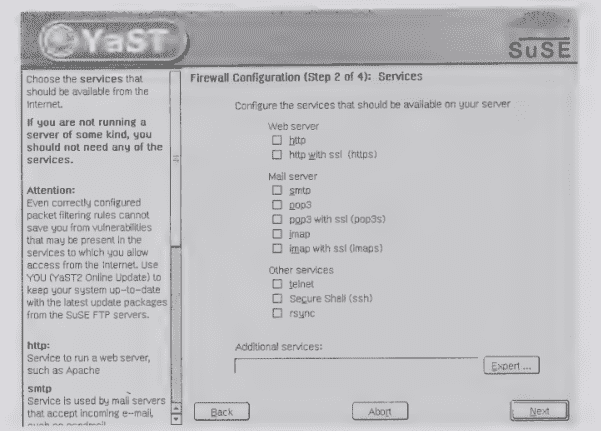 YaST
SuSE
Choose the services that
should be available from the
Internet.
If you are not running a
server of some kind, you
should not need any of the
services.
Attention:
Even correctly configured
packet filtering rules cannot
save you from vulnerabilities
that may be present in the
services to which you allow
access from the Internet. Use
YOU (YaST2 Online Update) to
keep your system up-to-date
with the latest update packages
from the SuSE FTP servers.
http:
Service to run a web server,
such as Apache
smtp
Service is used by mail servers
that accept incoming e-mail,
such as sendmail
Firewall Configuration (Step 2 of 4): Services
Configure the services that should be available on your server
Web server
http
http with ssl (https)
Mail server
smtp
pop3
pop3 with ssl (pop3s)
imap
imap with ssl (imaps)
Other services
telnet
Secure Shell (ssh)
rsync
Additional services:
Expert ...
Back
Abort
Next